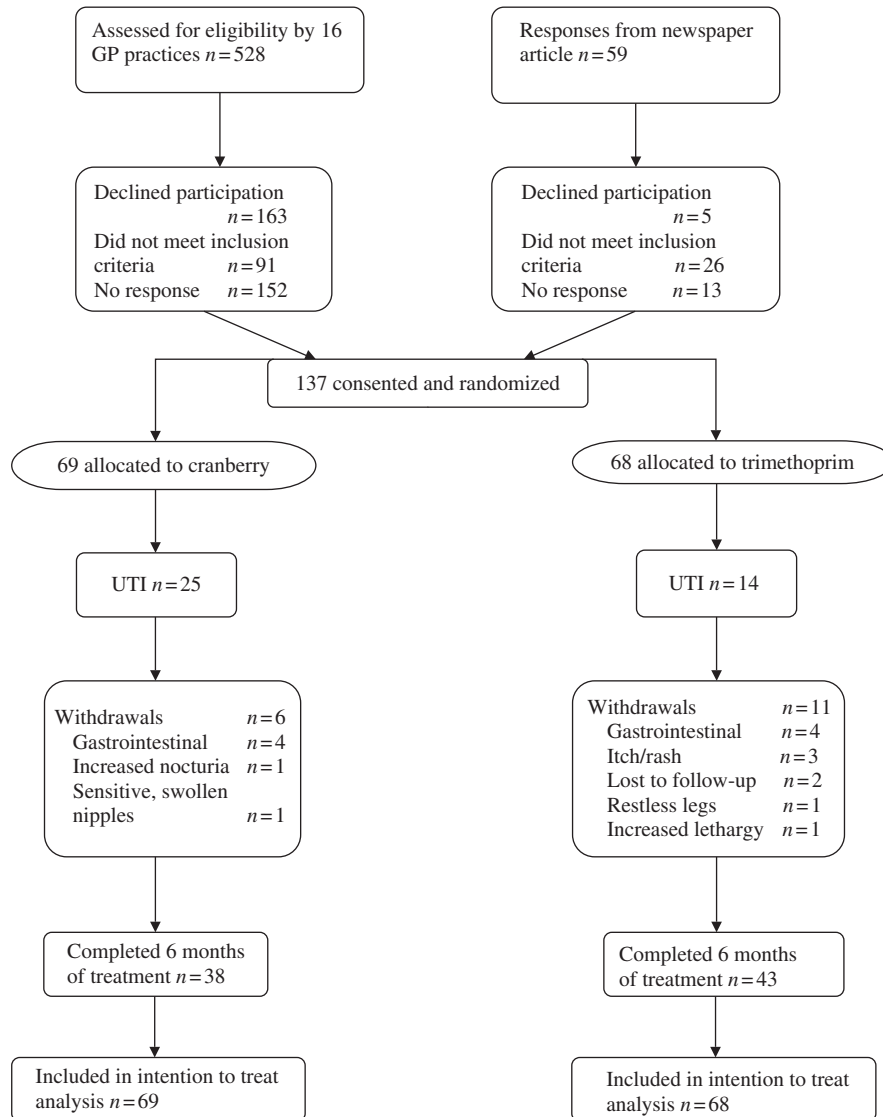 Assessed for eligibility by 16
GP practices n=528
Responses from newspaper
article n=59
Declined participation
n=163
Did not meet inclusion
criteria n=91
No response n=152
Declined participation
n=5
Did not meet inclusion
criteria n=26
No response n=13
137 consented and randomized
69 allocated to cranberry
68 allocated to trimethoprim
UTI n=25
UTI n=14
Withdrawals n=6
Gastrointestinal n=4
Increased nocturia n=1
Sensitive, swollen
nipples n=1
Withdrawals n=11
Gastrointestinal n=4
Itch/rash n=3
Lost to follow-up n=2
Restless legs n=1
Increased lethargy n=1
Completed 6 months
of treatment n=38
Completed 6 months
of treatment n=43
Included in intention to treat
analysis n=69
Included in intention to treat
analysis n=68